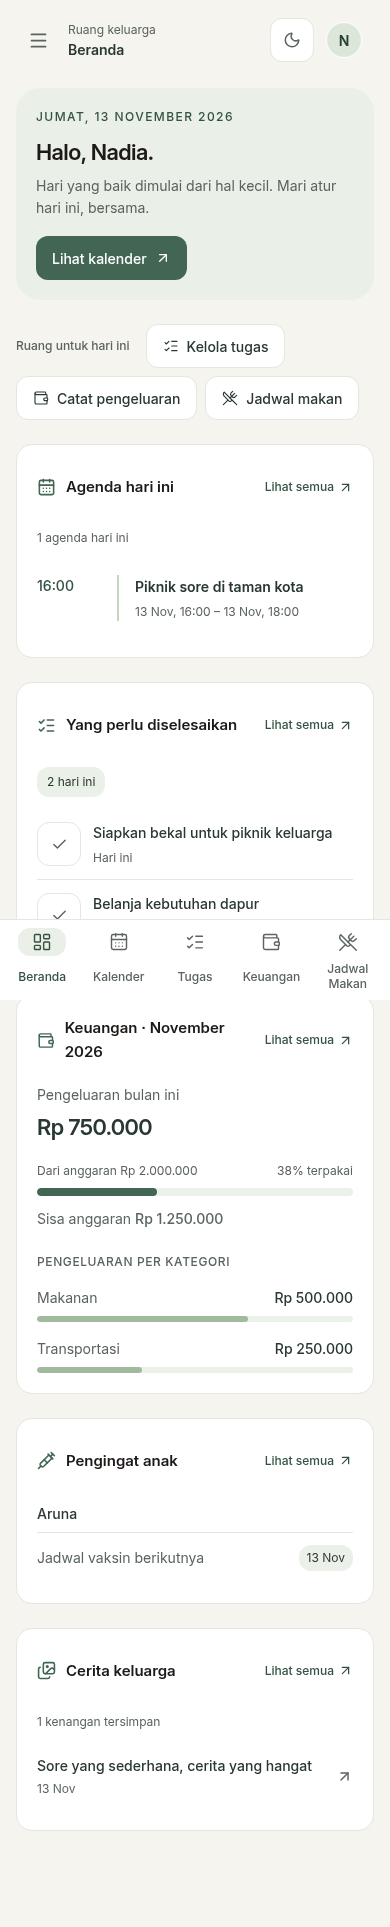 Ruang keluarga
Beranda
N
JUMAT, 13 NOVEMBER 2026
Halo, Nadia.
Hari yang baik dimulai dari hal kecil. Mari atur
hari ini, bersama.
Lihat kalender
Ruang untuk hari ini
Kelola tugas
Catat pengeluaran
Jadwal makan
Agenda hari ini
Lihat semua
1 agenda hari ini
16:00
Piknik sore di taman kota
13 Nov, 16:00 – 13 Nov, 18:00
Yang perlu diselesaikan
Lihat semua
2 hari ini
Siapkan bekal untuk piknik keluarga
Hari ini
Belanja kebutuhan dapur
Beranda
Kalender
Tugas
Keuangan
Jadwal
Makan
Keuangan · November
2026
Lihat semua
Pengeluaran bulan ini
Rp 750.000
Dari anggaran Rp 2.000.000
38% terpakai
Sisa anggaran Rp 1.250.000
PENGELUARAN PER KATEGORI
Makanan
Rp 500.000
Transportasi
Rp 250.000
Pengingat anak
Lihat semua
Aruna
Jadwal vaksin berikutnya
13 Nov
Cerita keluarga
Lihat semua
1 kenangan tersimpan
Sore yang sederhana, cerita yang hangat
13 Nov